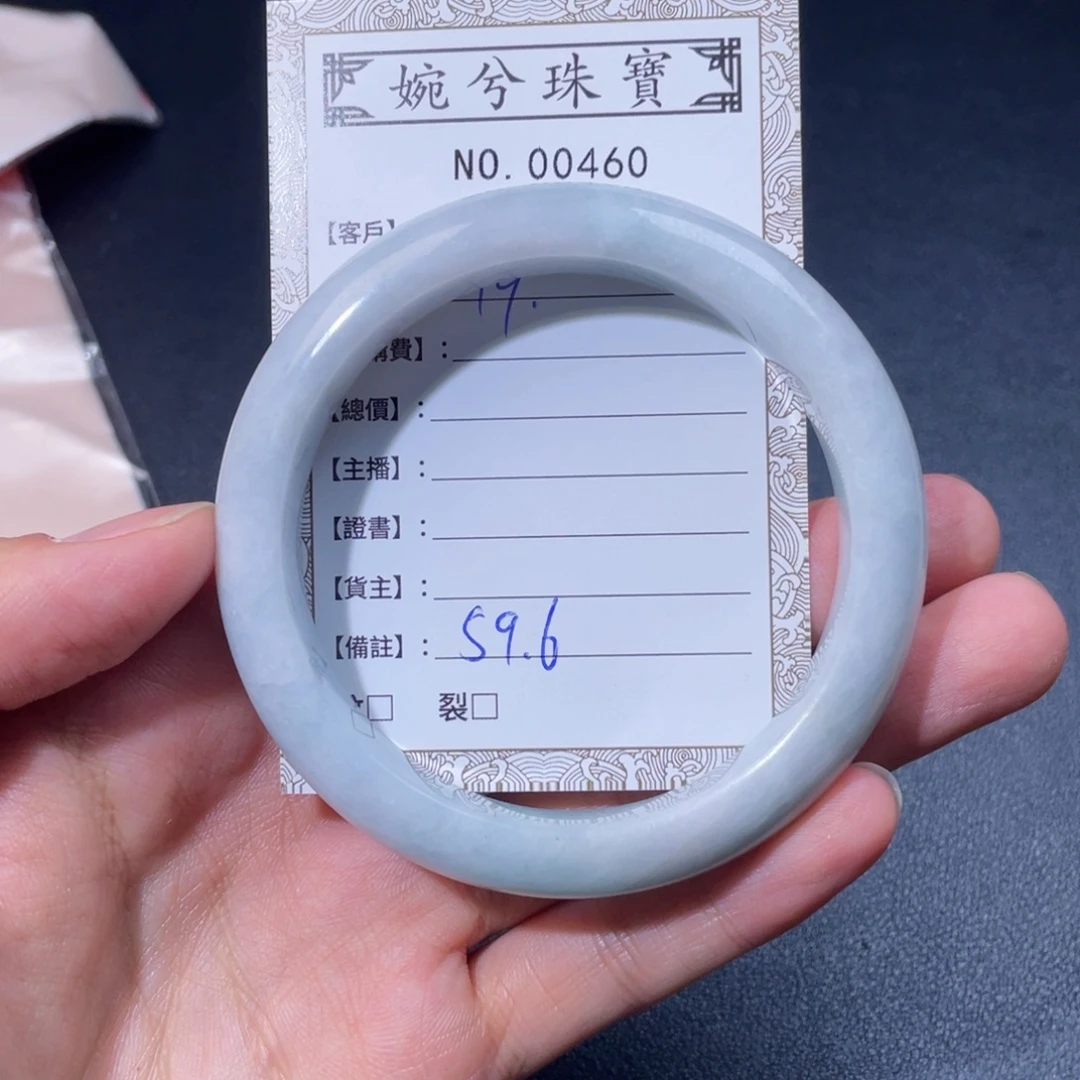 婉兮珠寶
NO. 00460
【客戶】
17.
費】:
【總價】:
【主播】:
【證書】:
【貨主】:
【備註】: 59.6
□ 裂□